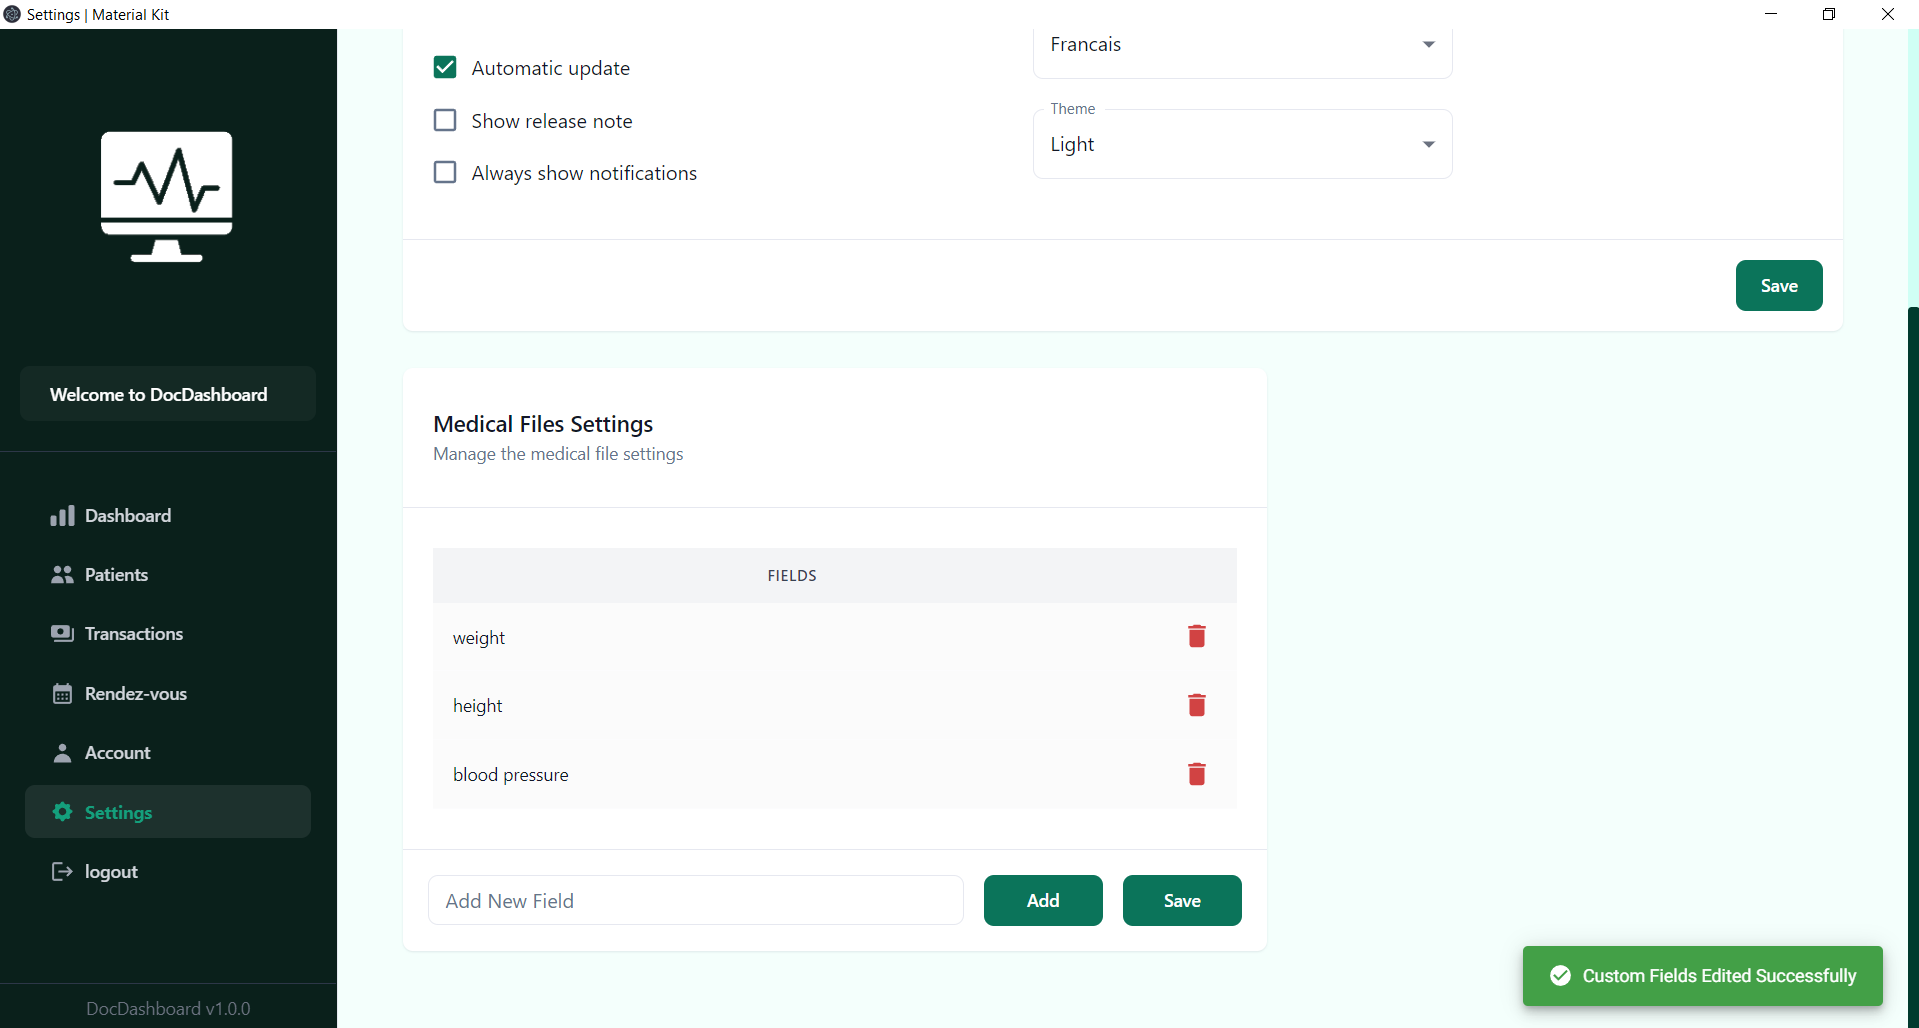 Settings | Material Kit
Welcome to DocDashboard
Dashboard
Patients
Transactions
Rendez-vous
Account
Settings
logout
DocDashboard v1.0.0
Automatic update
Show release note
Always show notifications
Francais
Theme
Light
Save
Medical Files Settings
Manage the medical file settings
FIELDS
weight
height
blood pressure
Add New Field
Add
Save
Custom Fields Edited Successfully